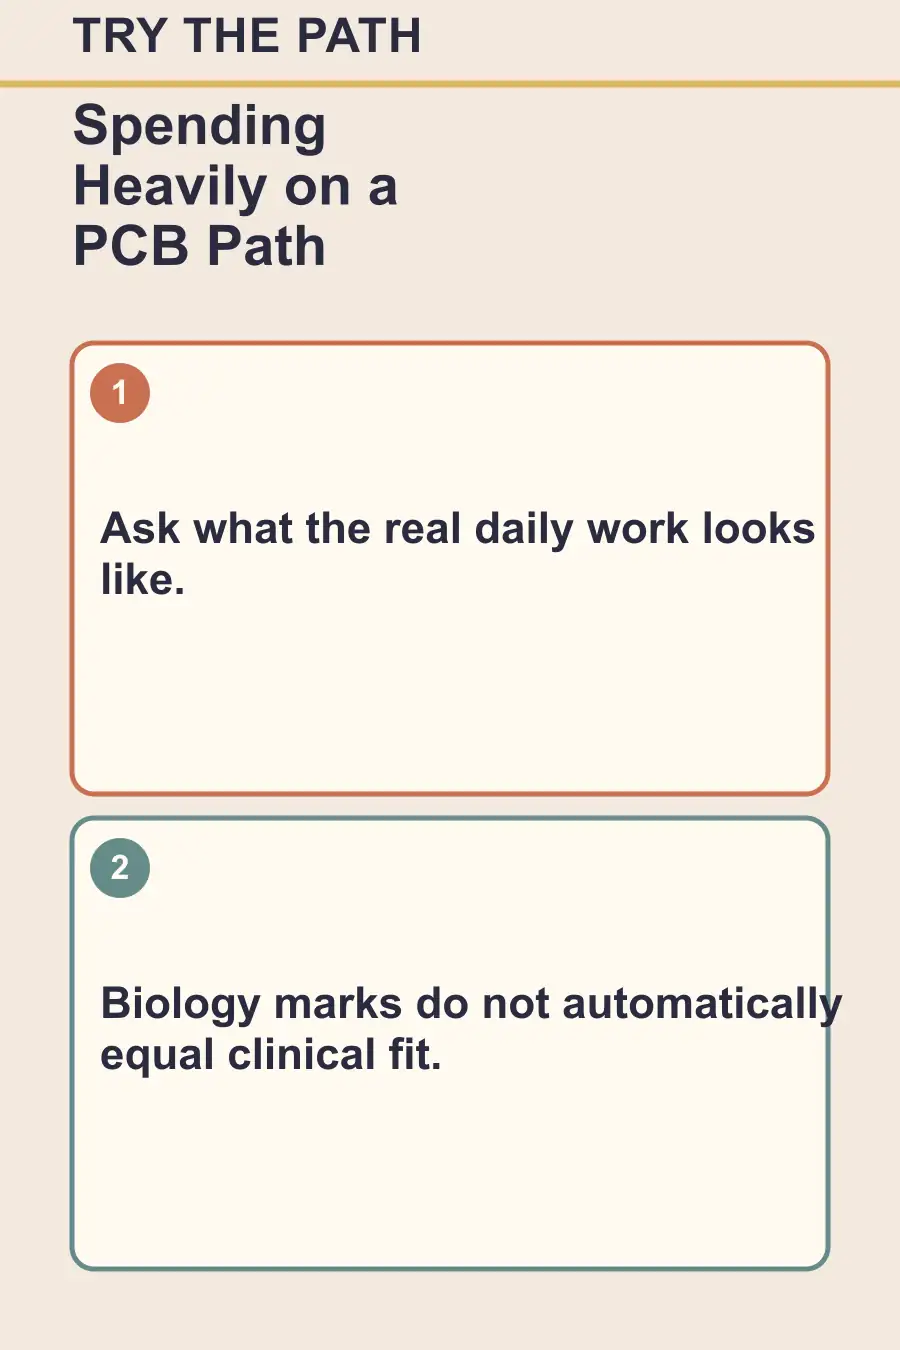 TRY THE PATH
Spending
Heavily on a
PCB Path
1
Ask what the real daily work looks
like.
2
Biology marks do not automatically
equal clinical fit.